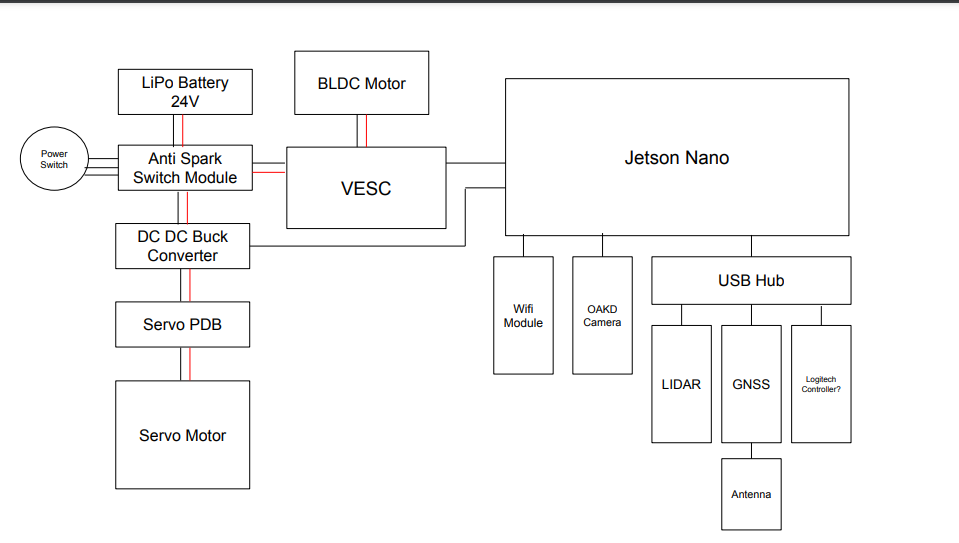 LiPo Battery
24V
BLDC Motor
Power
Switch
Anti Spark
Switch Module
VESC
Jetson Nano
DC DC Buck
Converter
Servo PDB
Servo Motor
Wifi
Module
OAKD
Camera
USB Hub
LIDAR
GNSS
Logitech
Controller?
Antenna